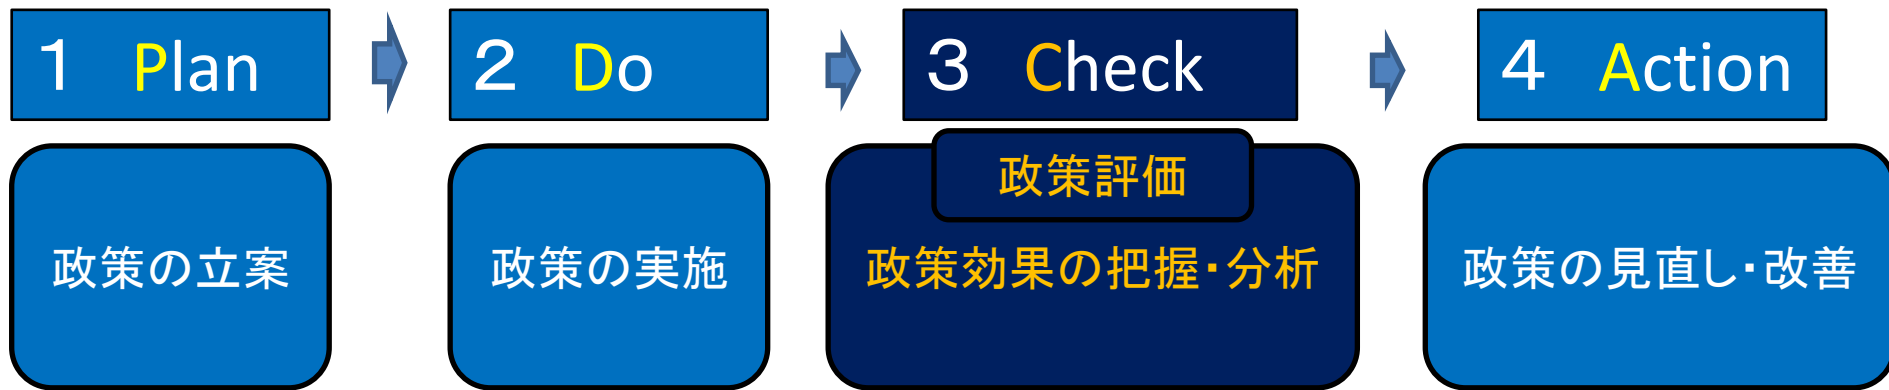 １　Plan
２　Do
３　Check
４　Action
政策の立案
政策の実施
政策評価
政策効果の把握・分析
政策の見直し・改善